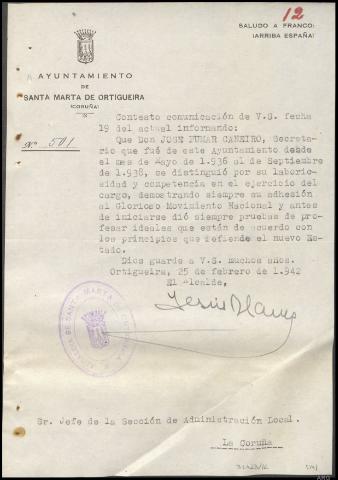 12
SALUDO A FRANCO:
¡ARRIBA ESPAÑA!
AYUNTAMIENTO
DE
SANTA MARTA DE ORTIGUEIRA
(CORUÑA)
Nº 501
Contesto comunicación de V.S. fecha
19 del actual informando:
Que Don JOSE DUMAR CANEIRO, Secreta-
rio que fué de este Ayuntamiento desde
el mes de Mayo de 1.936 al de Septiembre
de 1.938, se distinguió por su laborio-
sidad y competencia en el ejercicio del
cargo, demostrando siempre su adhesión
al Glorioso Movimiento Nacional y antes
de iniciarse dió siempre pruebas de pro-
fesar ideales que están de acuerdo con
los principios que defiende el nuevo Es-
tado.
Dios guarde a V.S. muchos años.
Ortigueira, 25 de febrero de 1.942
El Alcalde,
Sr. Jefe de la Sección de Administración Local.
La Coruña